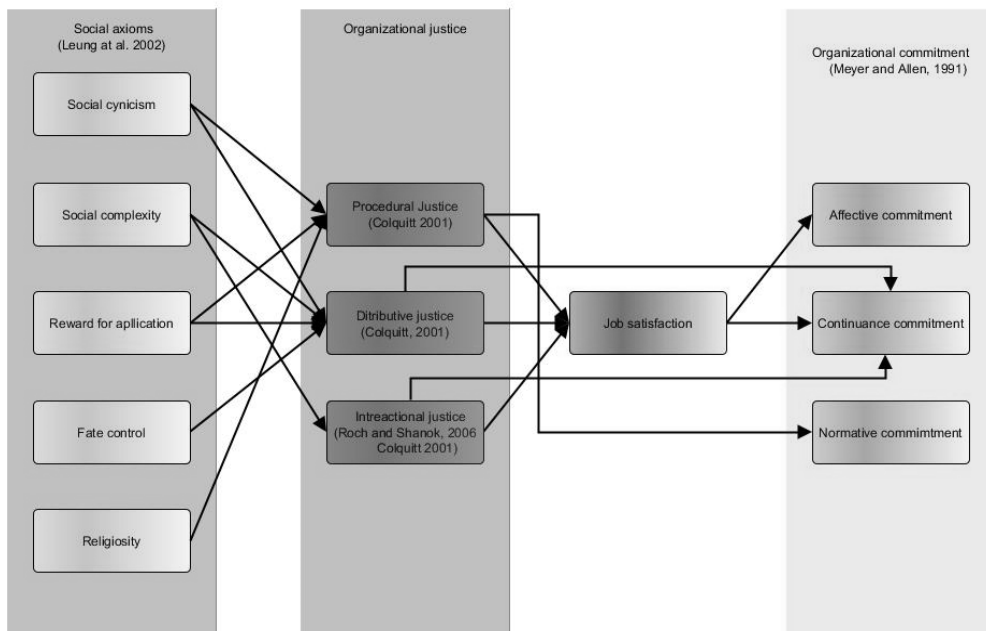 Social axioms
(Leung at al. 2002)
Social cynicism
Social complexity
Reward for apllication
Fate control
Religiosity
Organizational justice
Procedural Justice
(Colquitt 2001)
Ditributive justice
(Colquitt, 2001)
Intreactional justice
(Roch and Shanok, 2006
Colquitt 2001)
Job satisfaction
Organizational commitment
(Meyer and Allen, 1991)
Affective commitment
Continuance commitment
Normative commimtment